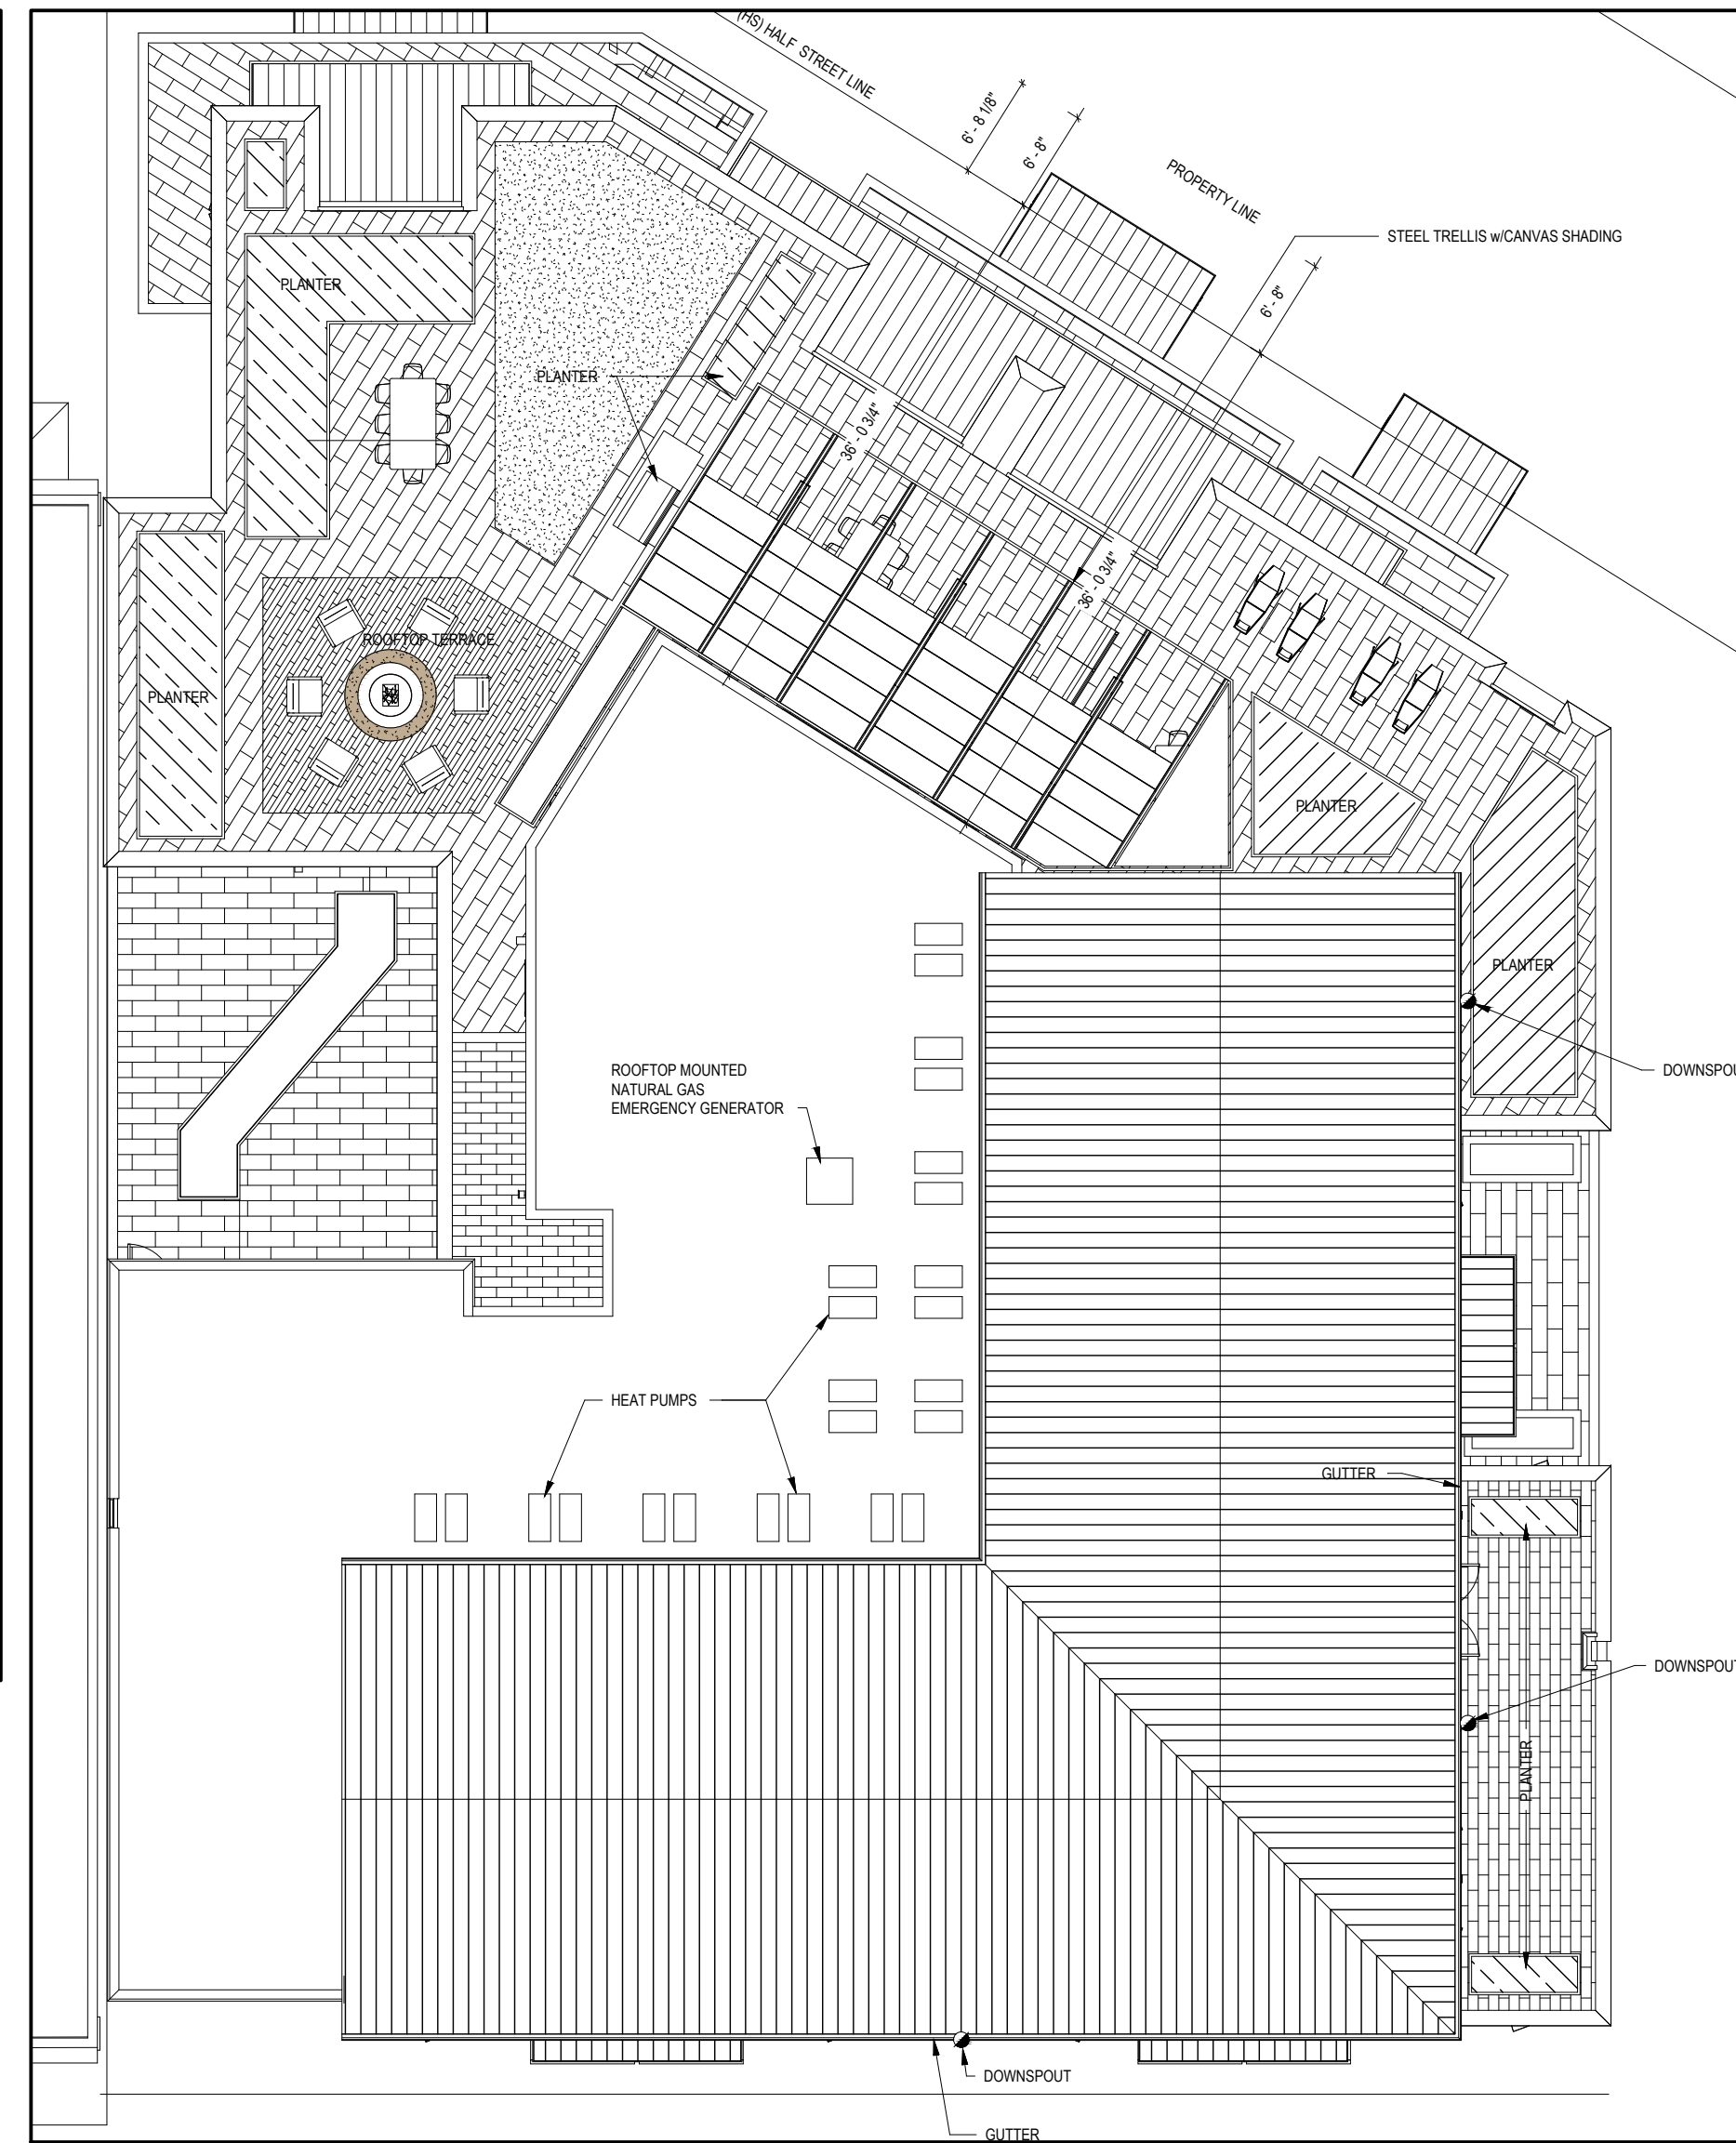 (HS) HALF STREET LINE
6' - 8 1/8"
6' - 8"
PROPERTY LINE
STEEL TRELLIS w/CANVAS SHADING
6' - 8"
PLANTER
PLANTER
36' - 0 3/4"
36' - 0 3/4"
ROOFTOP TERRACE
PLANTER
PLANTER
PLANTER
DOWNSPOU
ROOFTOP MOUNTED
NATURAL GAS
EMERGENCY GENERATOR
HEAT PUMPS
GUTTER
DOWNSPOUT
PLANTER
DOWNSPOUT
GUTTER